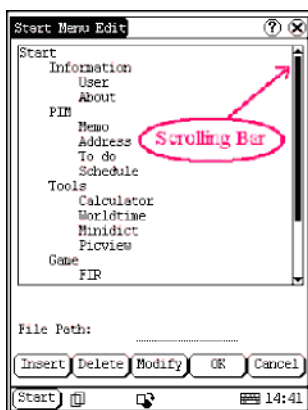 Start Menu Edit ?
Start
Information
User
About
PIM
Memo
Address
To do
Schedule
Scrolling Bar
Tools
Calculator
Worldtime
Minidict
Picview
Game
FIR
File Path:
Insert Delete Modify OK Cancel
Start 14:41